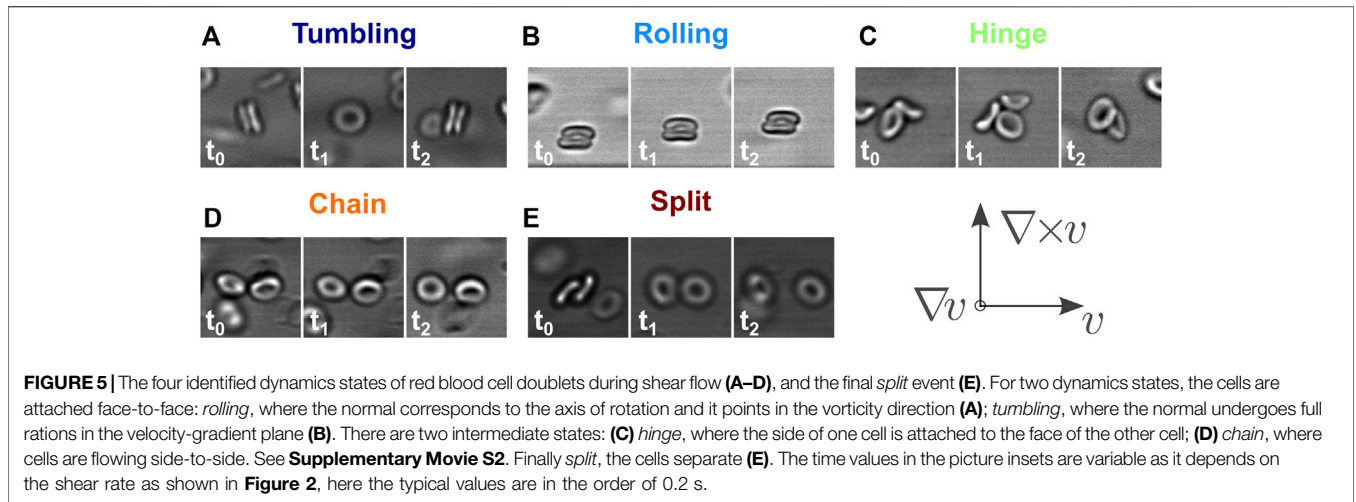 A Tumbling
B Rolling
C Hinge
t0 t1 t2
t0 t1 t2
t0 t1 t2
D Chain
E Split
t0 t1 t2
t0 t1 t2
∇×v
∇v
v
FIGURE 5 | The four identified dynamics states of red blood cell doublets during shear flow (A–D), and the final split event (E). For two dynamics states, the cells are
attached face-to-face: rolling, where the normal corresponds to the axis of rotation and it points in the vorticity direction (A); tumbling, where the normal undergoes full
rations in the velocity-gradient plane (B). There are two intermediate states: (C) hinge, where the side of one cell is attached to the face of the other cell; (D) chain, where
cells are flowing side-to-side. See Supplementary Movie S2. Finally split, the cells separate (E). The time values in the picture insets are variable as it depends on
the shear rate as shown in Figure 2, here the typical values are in the order of 0.2 s.